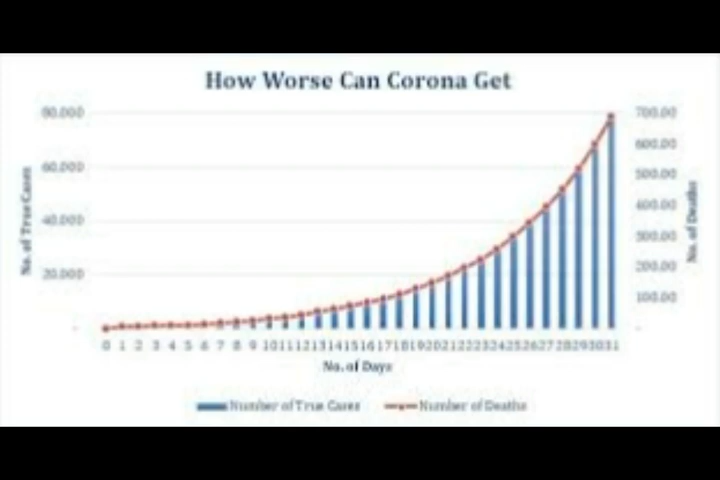 How Worse Can Corona Get
80,000
60,000
40,000
20,000
-
No. of True Cases
700.00
600.00
500.00
400.00
300.00
200.00
100.00
-
No. of Deaths
0 1 2 3 4 5 6 7 8 9 10 11 12 13 14 15 16 17 18 19 20 21 22 23 24 25 26 27 28 29 30 31
No. of Days
Number of True Cases
Number of Deaths